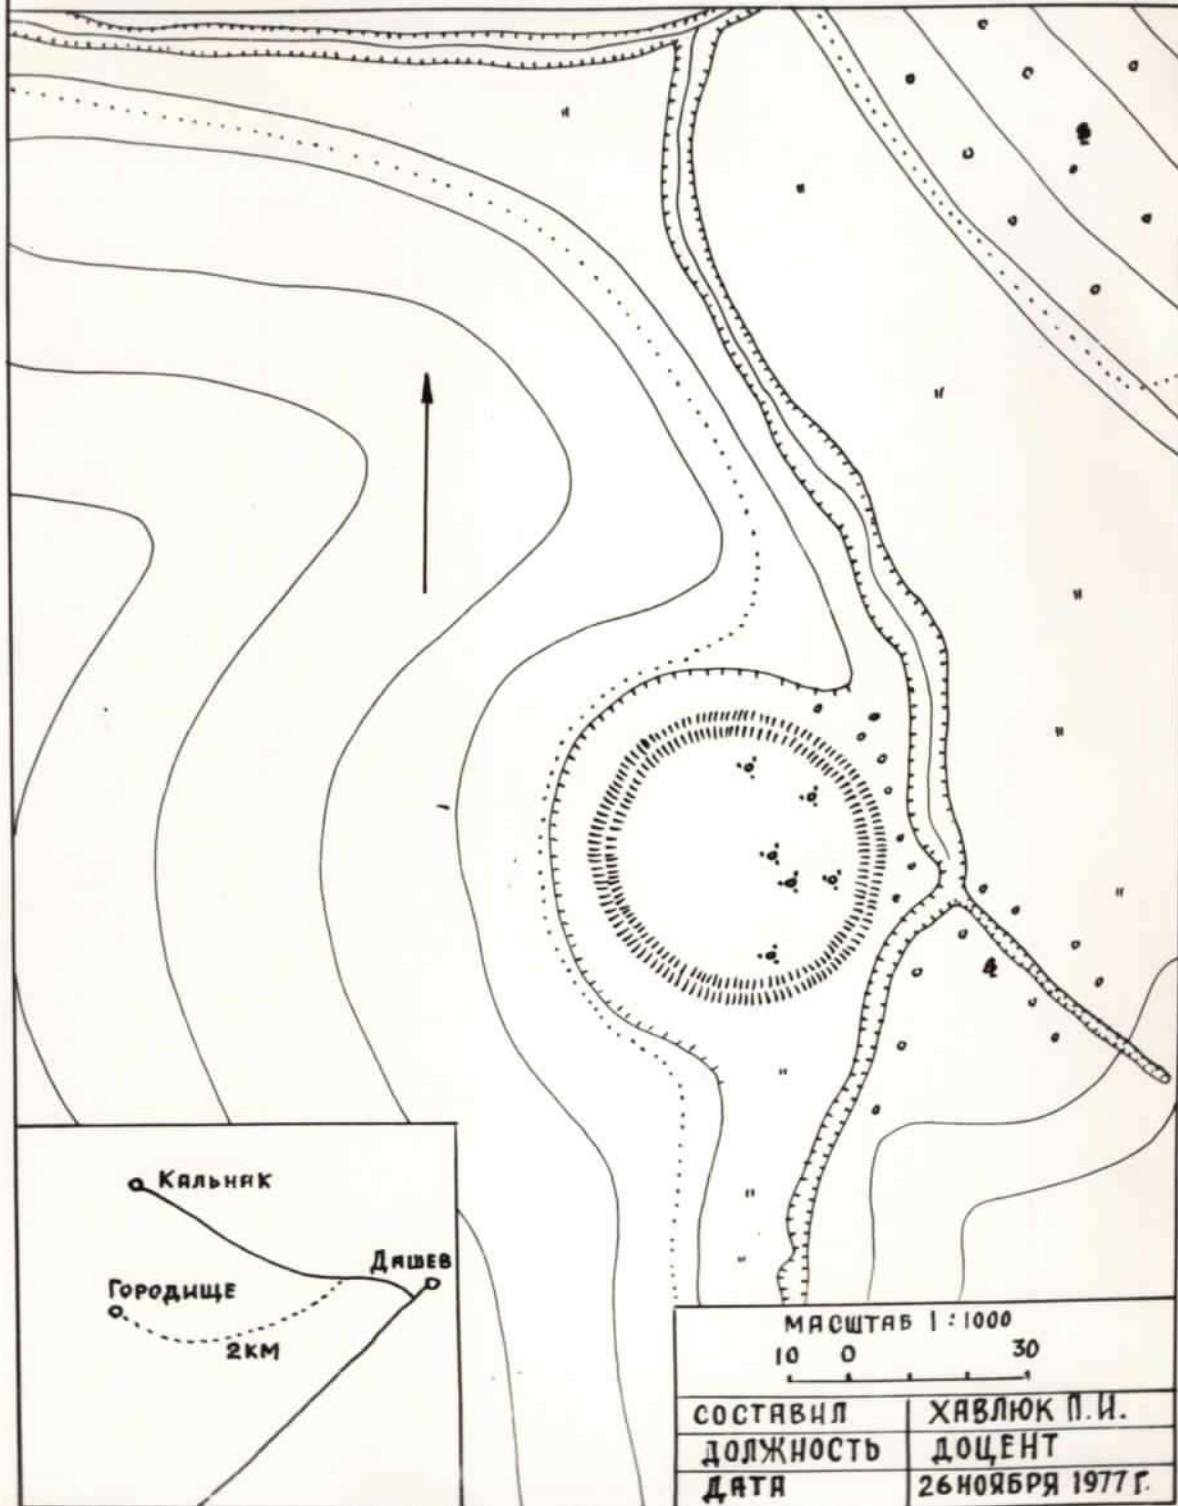 Кальнак
Дашев
Городище
2км
Масштаб 1:1000
10 0 30
Составил Хавлюк П.И.
Должность Доцент
Дата 26 ноября 1977 г.